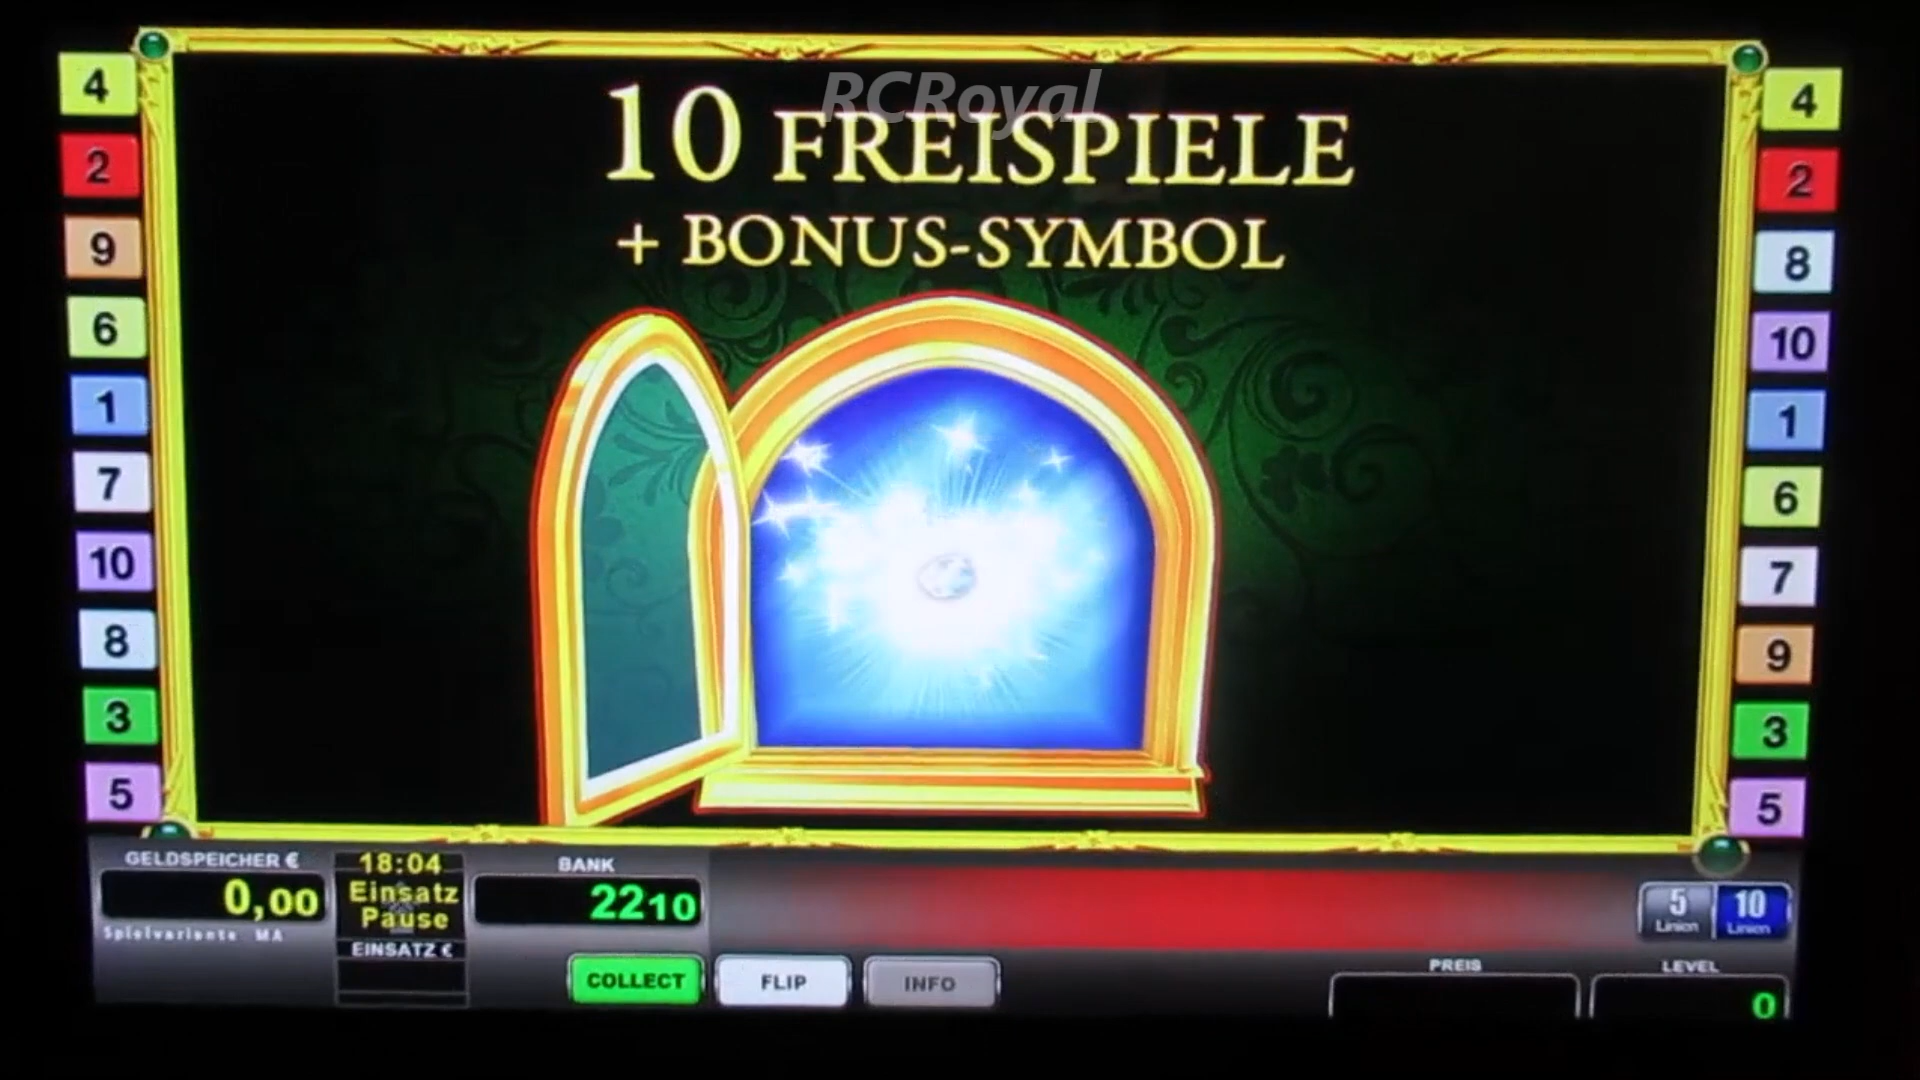 RCRoyal
10 FREISPIELE
+ BONUS-SYMBOL
4
2
9
6
1
7
10
8
3
5
4
2
8
10
1
6
7
9
3
5
GELDSPEICHER €
0,00
Spielvariante MA
18:04
Einsatz
Pause
EINSATZ €
BANK
2210
COLLECT
FLIP
INFO
5
Linien
10
Linien
PREIS
LEVEL
0